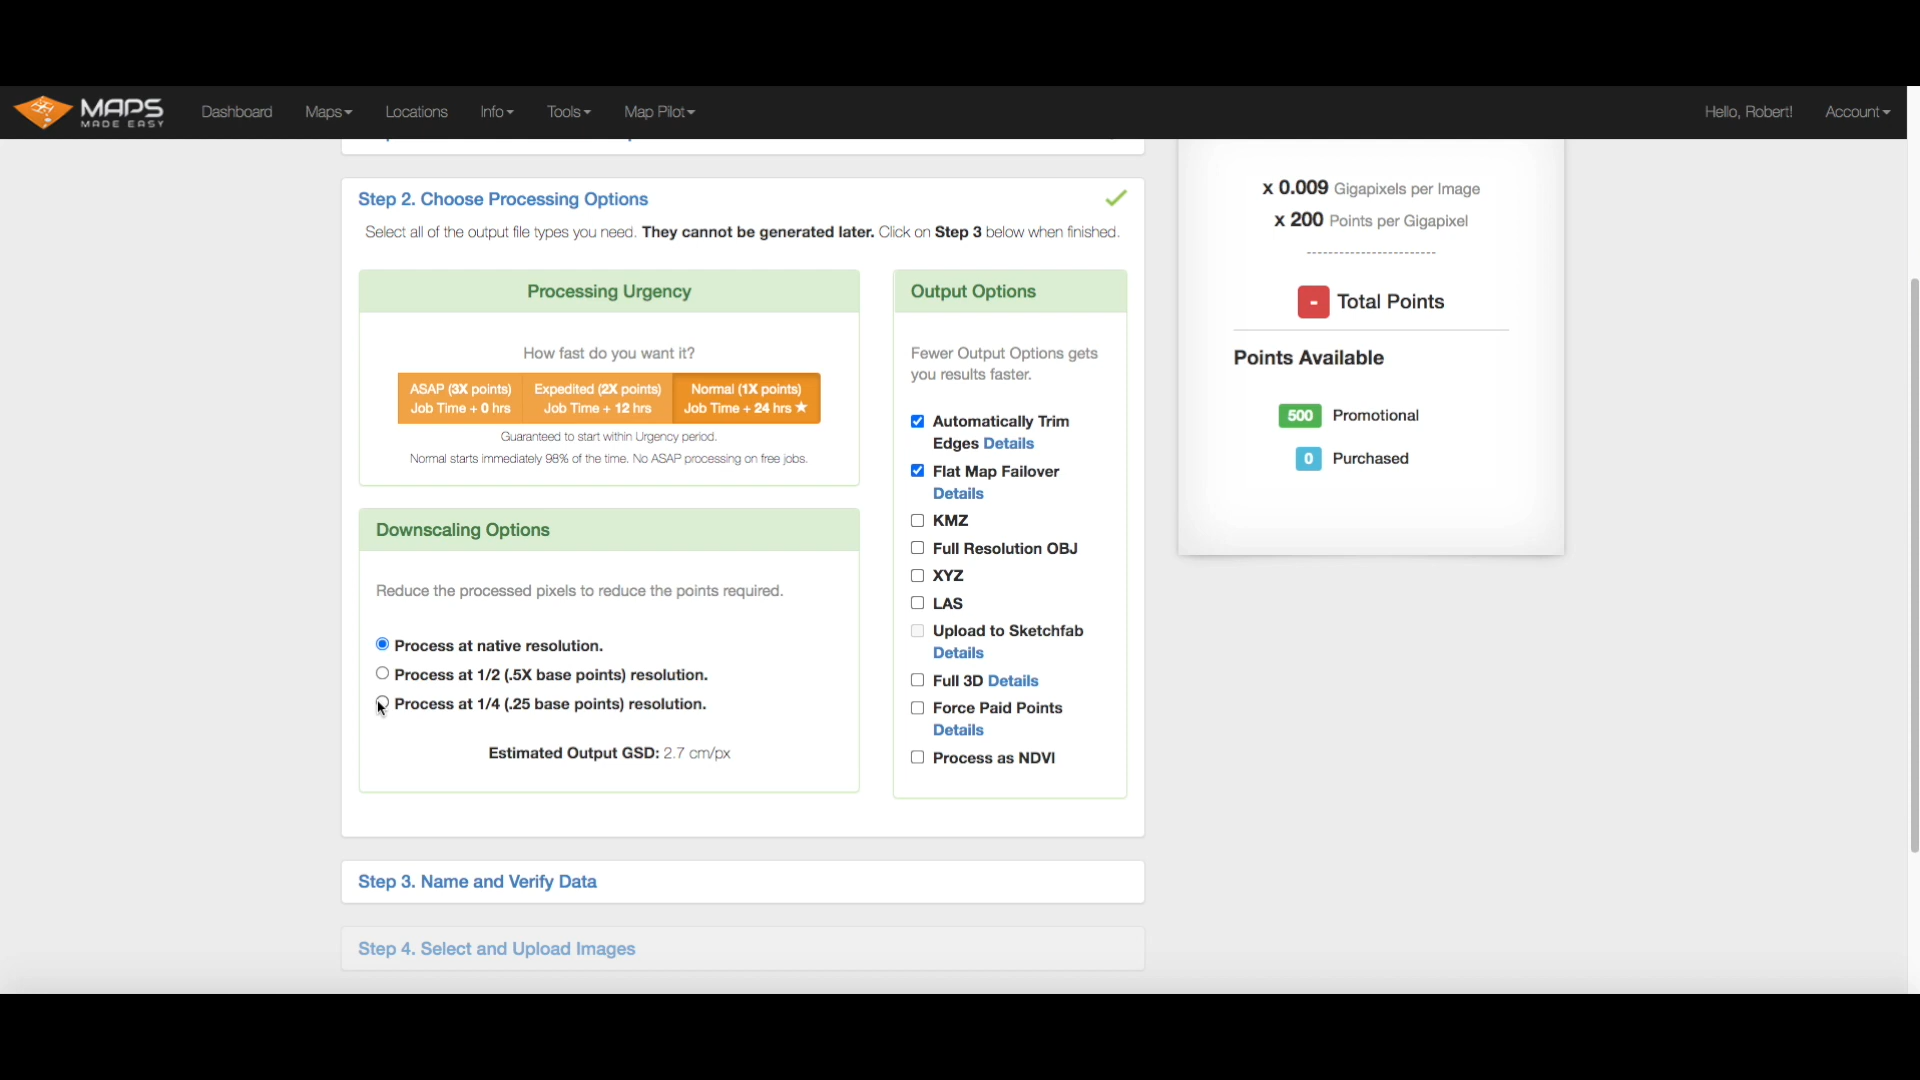 MAPS
MADE EASY
Dashboard
Maps
Locations
Info
Tools
Map Pilot
Hello, Robert!
Account
Step 2. Choose Processing Options
Select all of the output file types you need. They cannot be generated later. Click on Step 3 below when finished.
Processing Urgency
How fast do you want it?
ASAP (3X points)
Job Time + 0 hrs
Expedited (2X points)
Job Time + 12 hrs
Normal (1X points)
Job Time + 24 hrs ★
Guaranteed to start within Urgency period.
Normal starts immediately 98% of the time. No ASAP processing on free jobs.
Downscaling Options
Reduce the processed pixels to reduce the points required.
Process at native resolution.
Process at 1/2 (.5X base points) resolution.
Process at 1/4 (.25 base points) resolution.
Estimated Output GSD: 2.7 cm/px
Output Options
Fewer Output Options gets
you results faster.
Automatically Trim
Edges Details
Flat Map Failover
Details
KMZ
Full Resolution OBJ
XYZ
LAS
Upload to Sketchfab
Details
Full 3D Details
Force Paid Points
Details
Process as NDVI
Step 3. Name and Verify Data
Step 4. Select and Upload Images
x 0.009 Gigapixels per Image
x 200 Points per Gigapixel
------------------------
- Total Points
Points Available
500 Promotional
0 Purchased